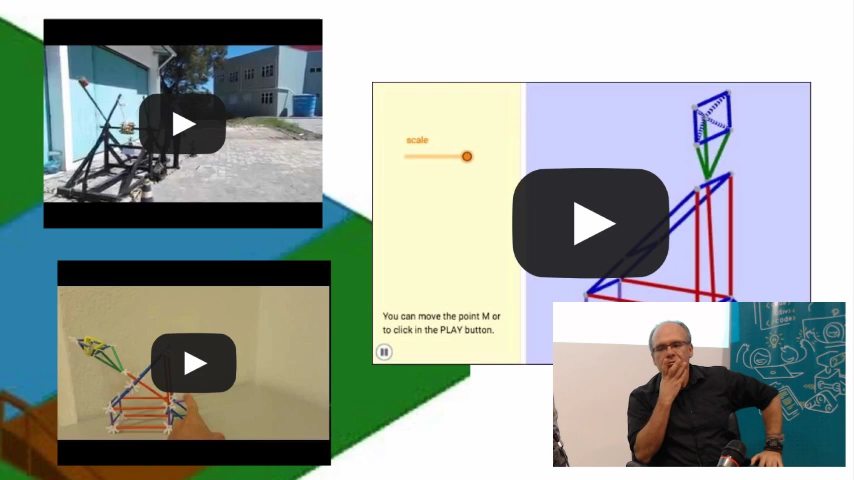 scale
You can move the point M or
to click in the PLAY button.